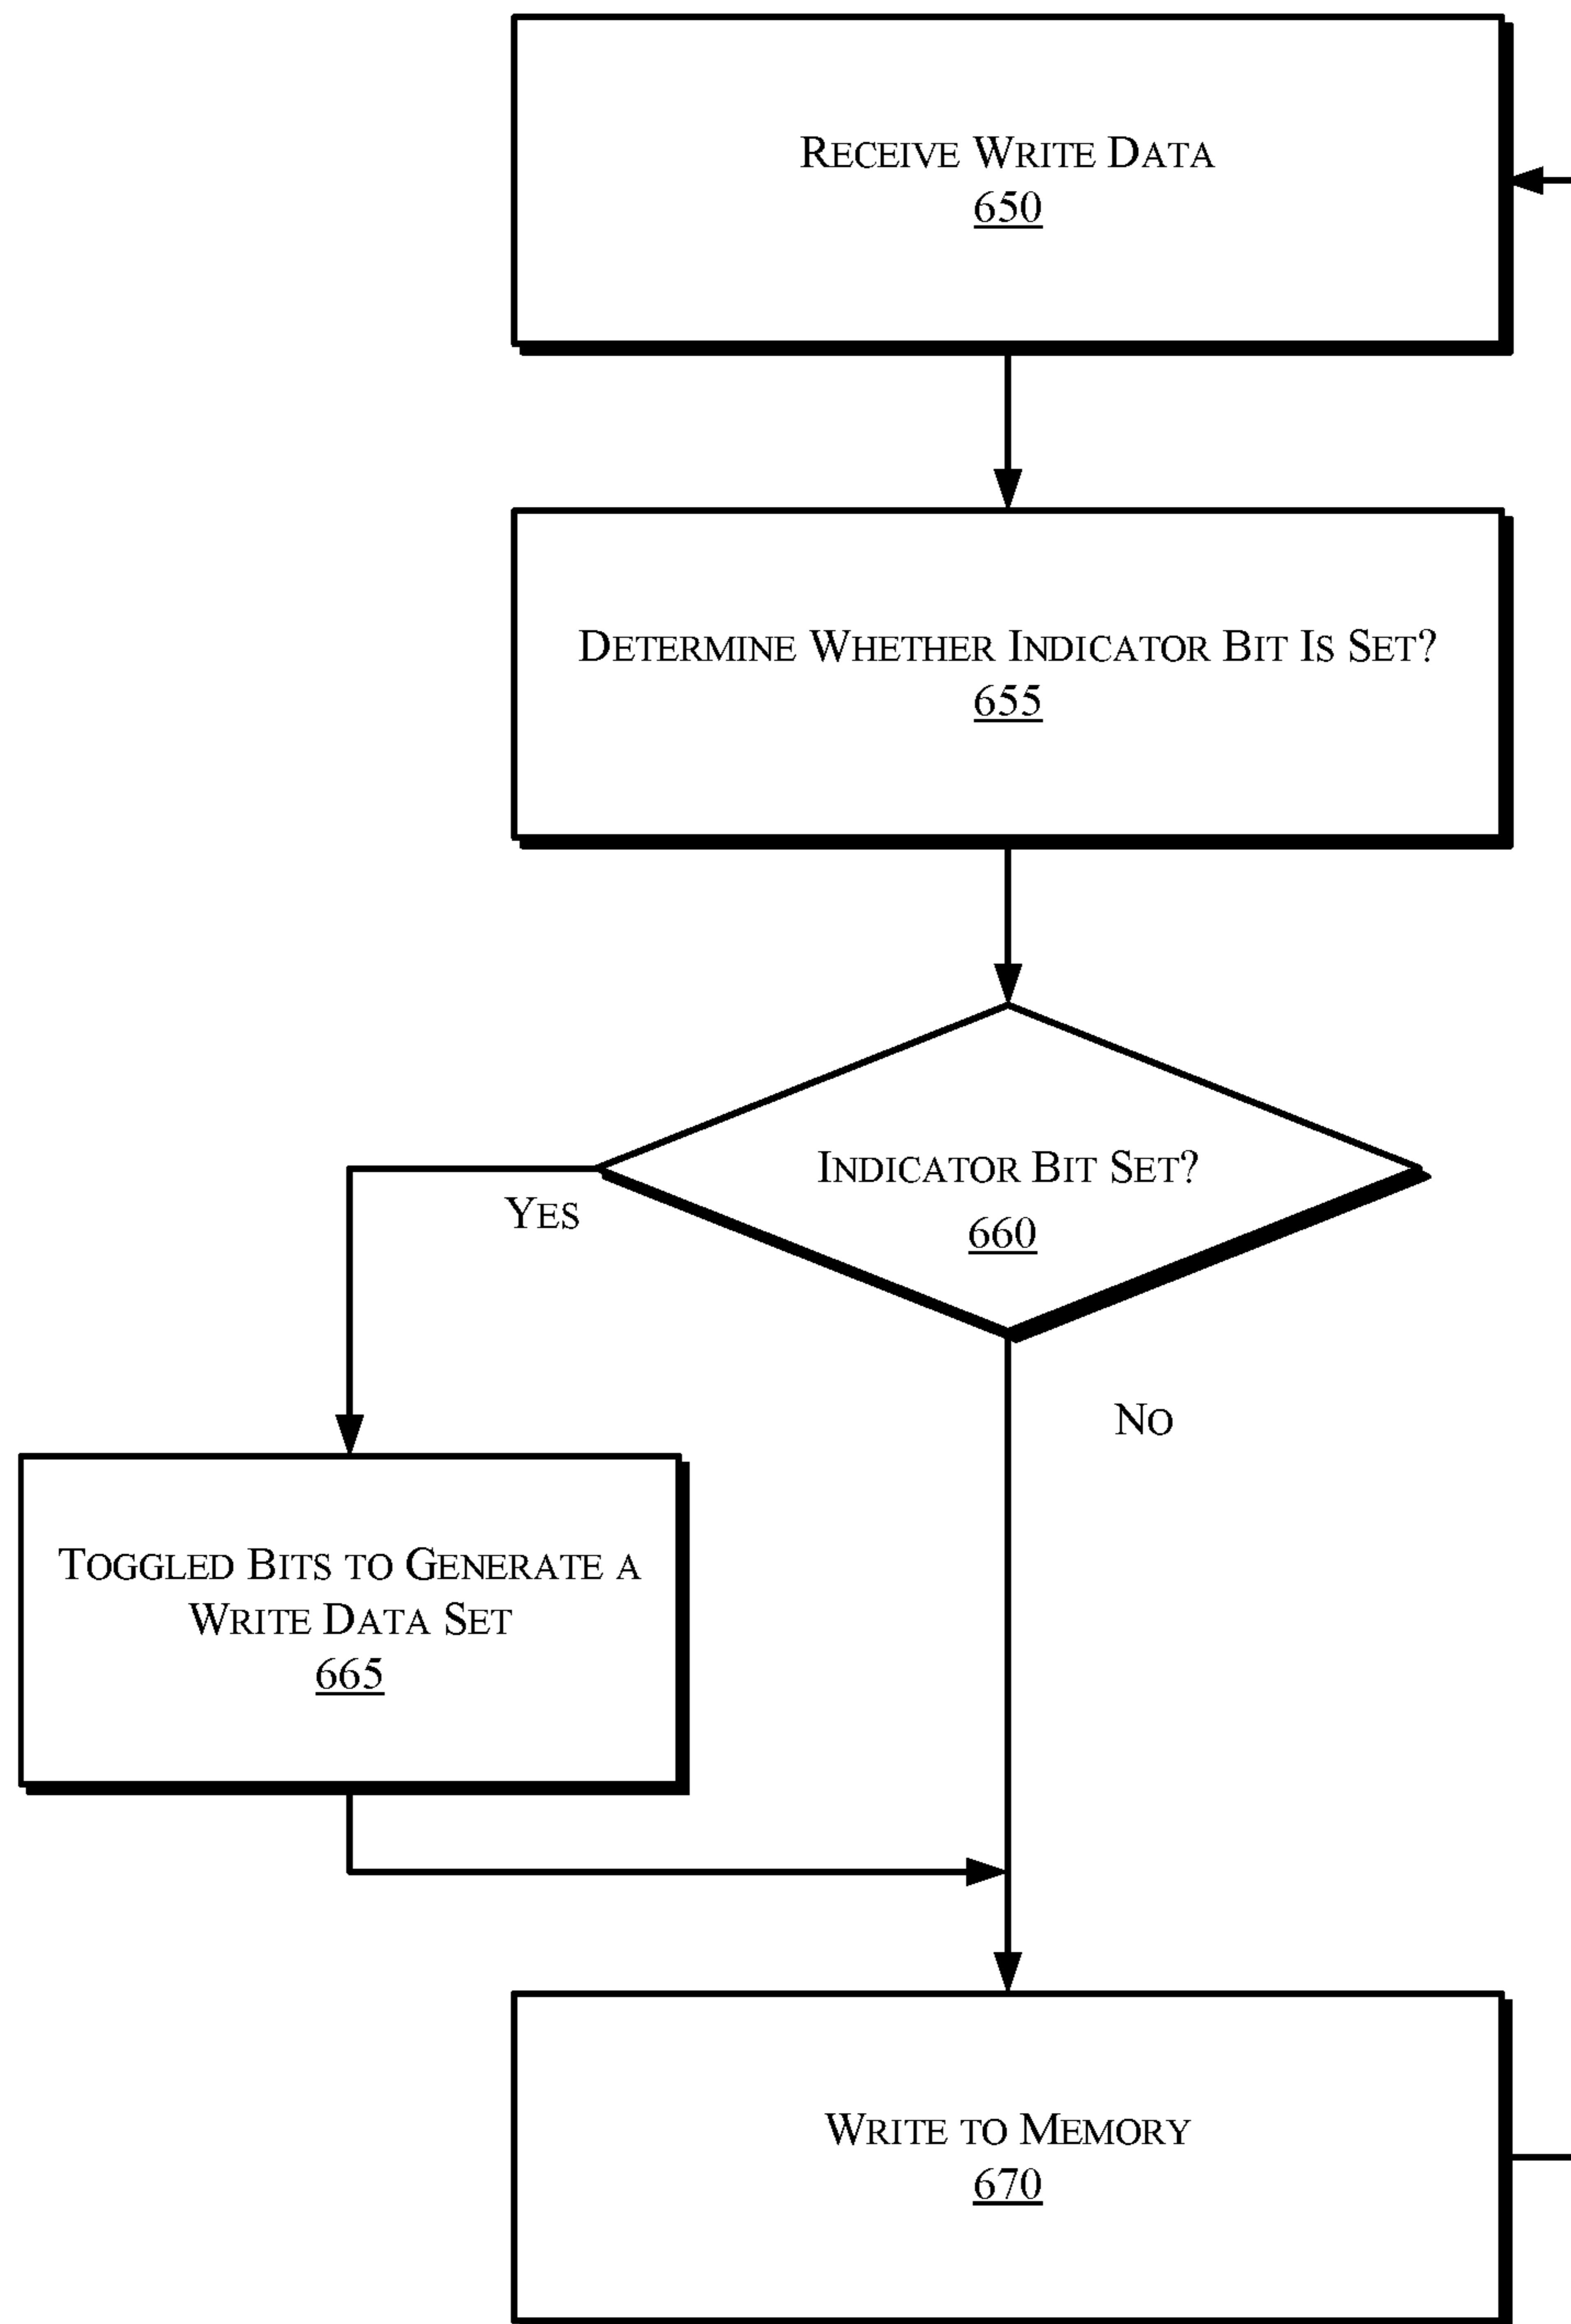 Receive Write Data
650
Determine Whether Indicator Bit Is Set?
655
Indicator Bit Set?
660
Yes
No
Toggled Bits to Generate a
Write Data Set
665
Write to Memory
670